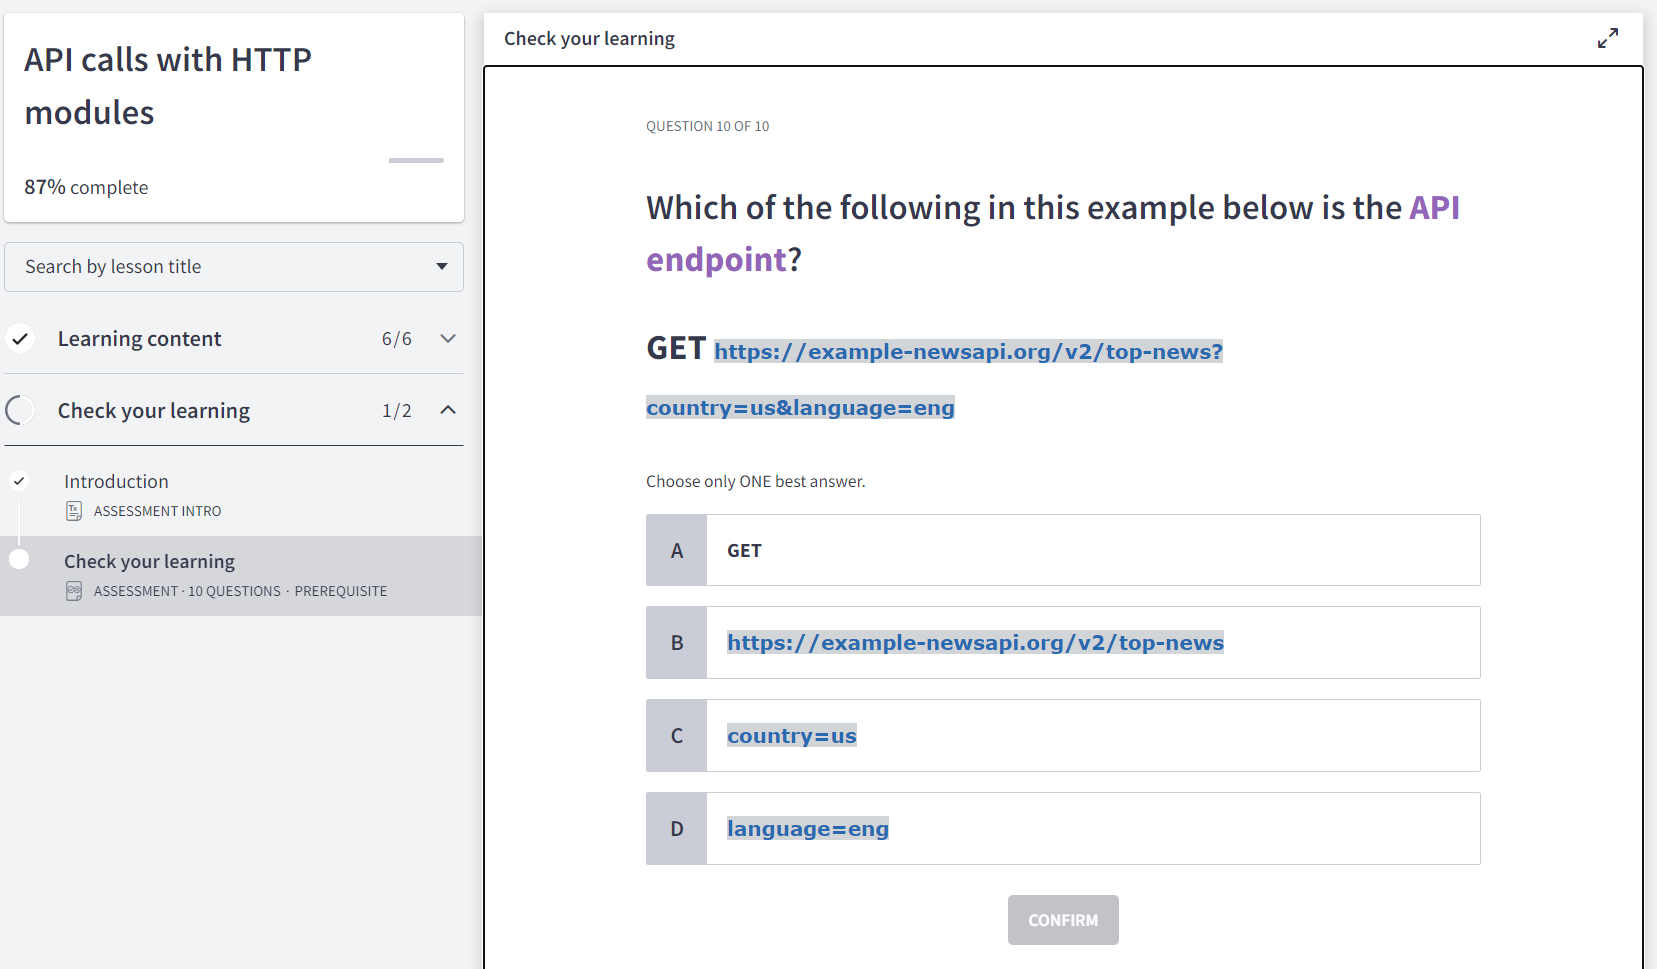 API calls with HTTP
modules
87% complete
Search by lesson title
Learning content 6/6
Check your learning 1/2
Introduction
ASSESSMENT INTRO
Check your learning
ASSESSMENT · 10 QUESTIONS · PREREQUISITE
Check your learning
QUESTION 10 OF 10
Which of the following in this example below is the API
endpoint?
GET https://example-newsapi.org/v2/top-news?
country=us&language=eng
Choose only ONE best answer.
A GET
B https://example-newsapi.org/v2/top-news
C country=us
D language=eng
CONFIRM